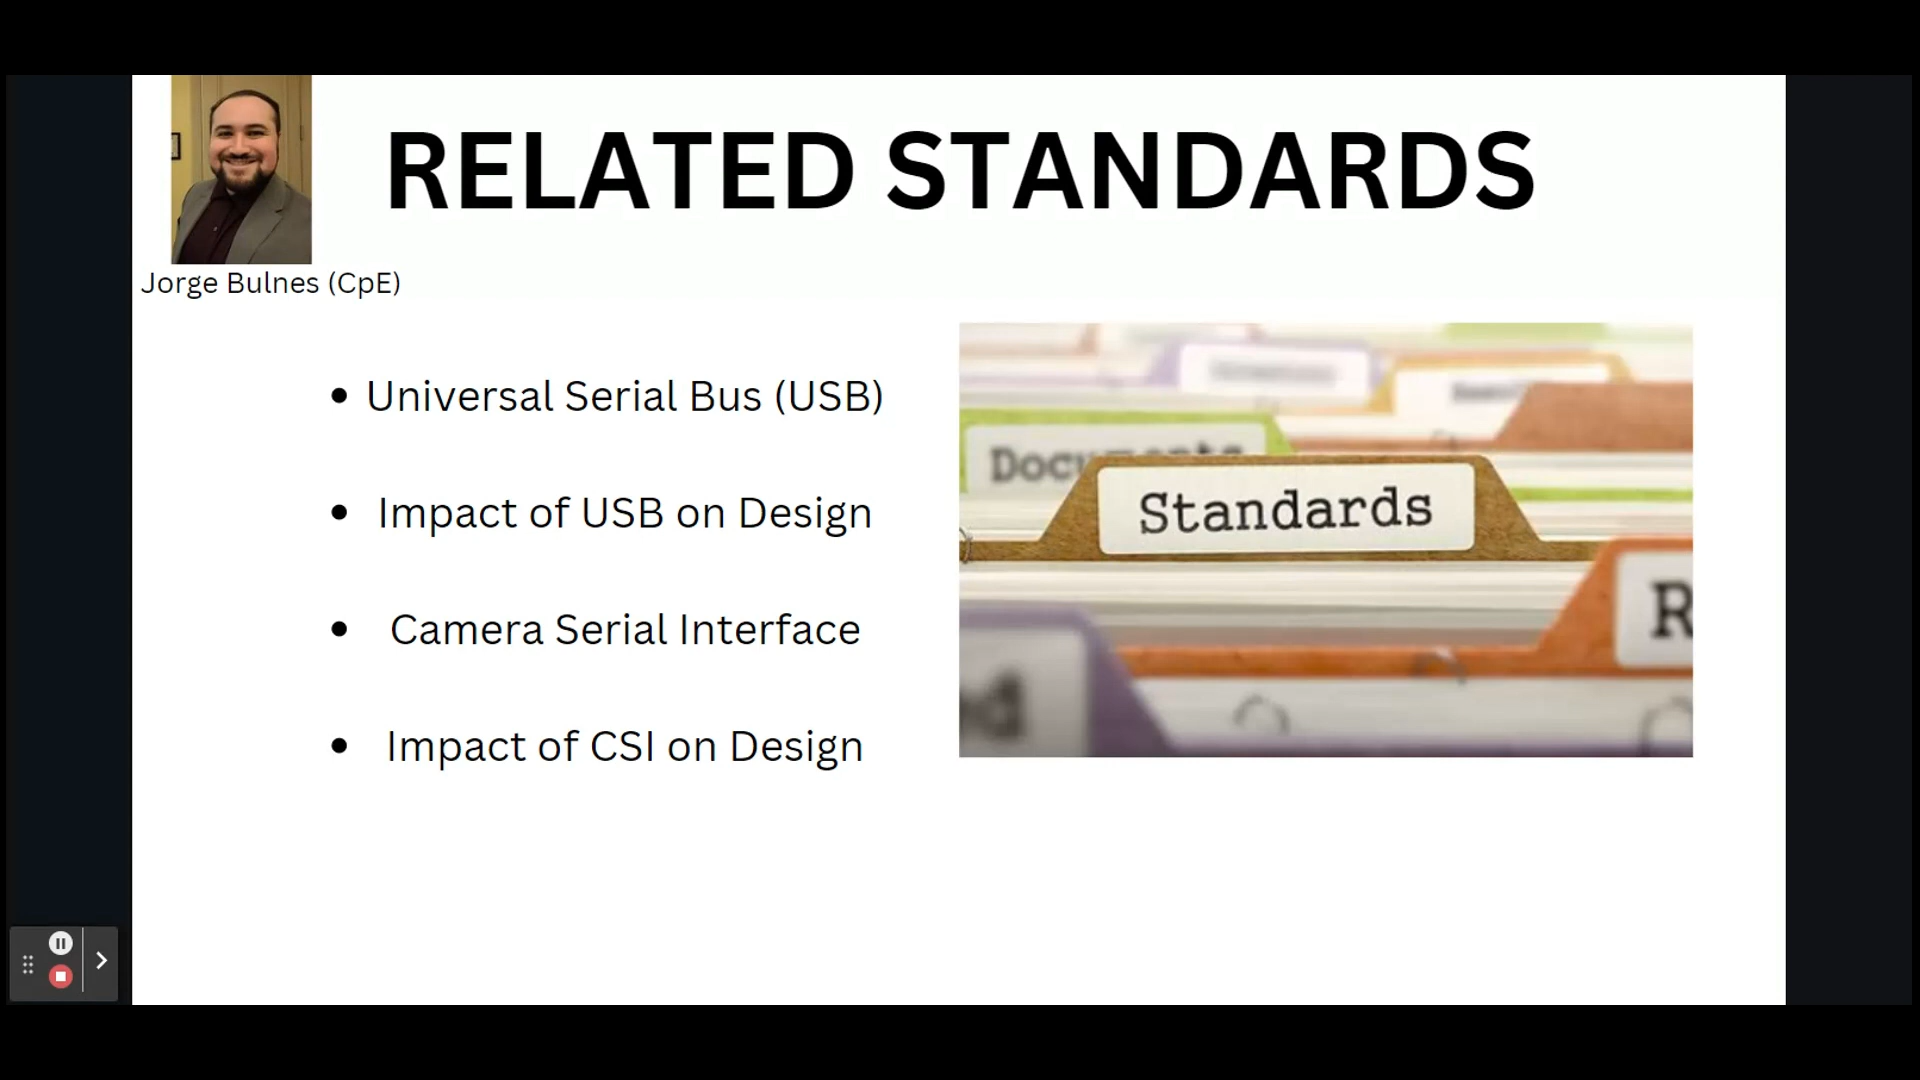 RELATED STANDARDS
Jorge Bulnes (CpE)
• Universal Serial Bus (USB)
• Impact of USB on Design
• Camera Serial Interface
• Impact of CSI on Design
Documents
Standards
R